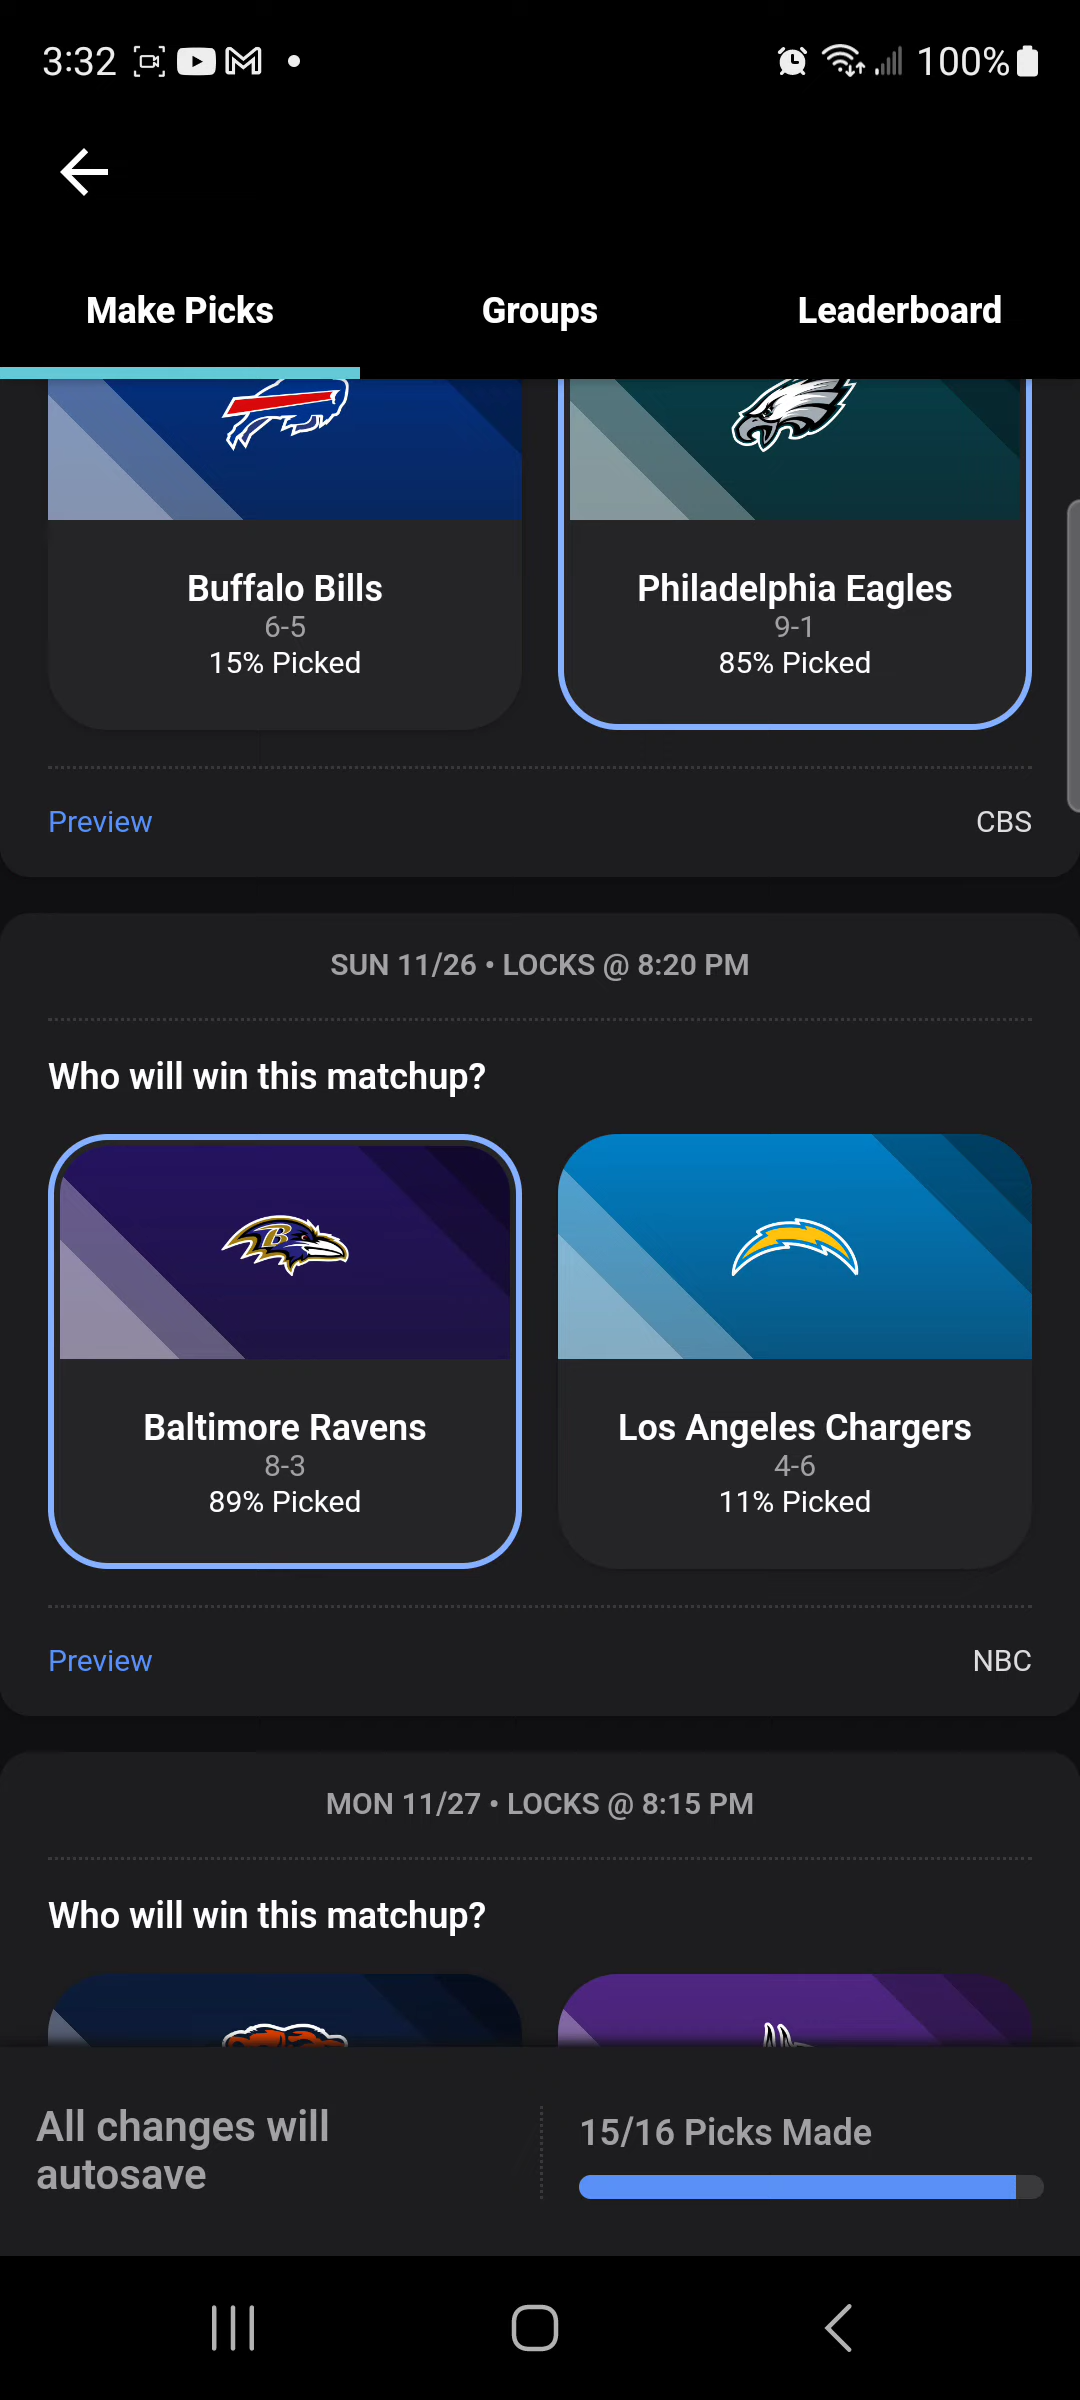 3:32
100%
Make Picks
Groups
Leaderboard
Buffalo Bills
6-5
15% Picked
Philadelphia Eagles
9-1
85% Picked
Preview
CBS
SUN 11/26 • LOCKS @ 8:20 PM
Who will win this matchup?
Baltimore Ravens
8-3
89% Picked
Los Angeles Chargers
4-6
11% Picked
Preview
NBC
MON 11/27 • LOCKS @ 8:15 PM
Who will win this matchup?
All changes will
autosave
15/16 Picks Made